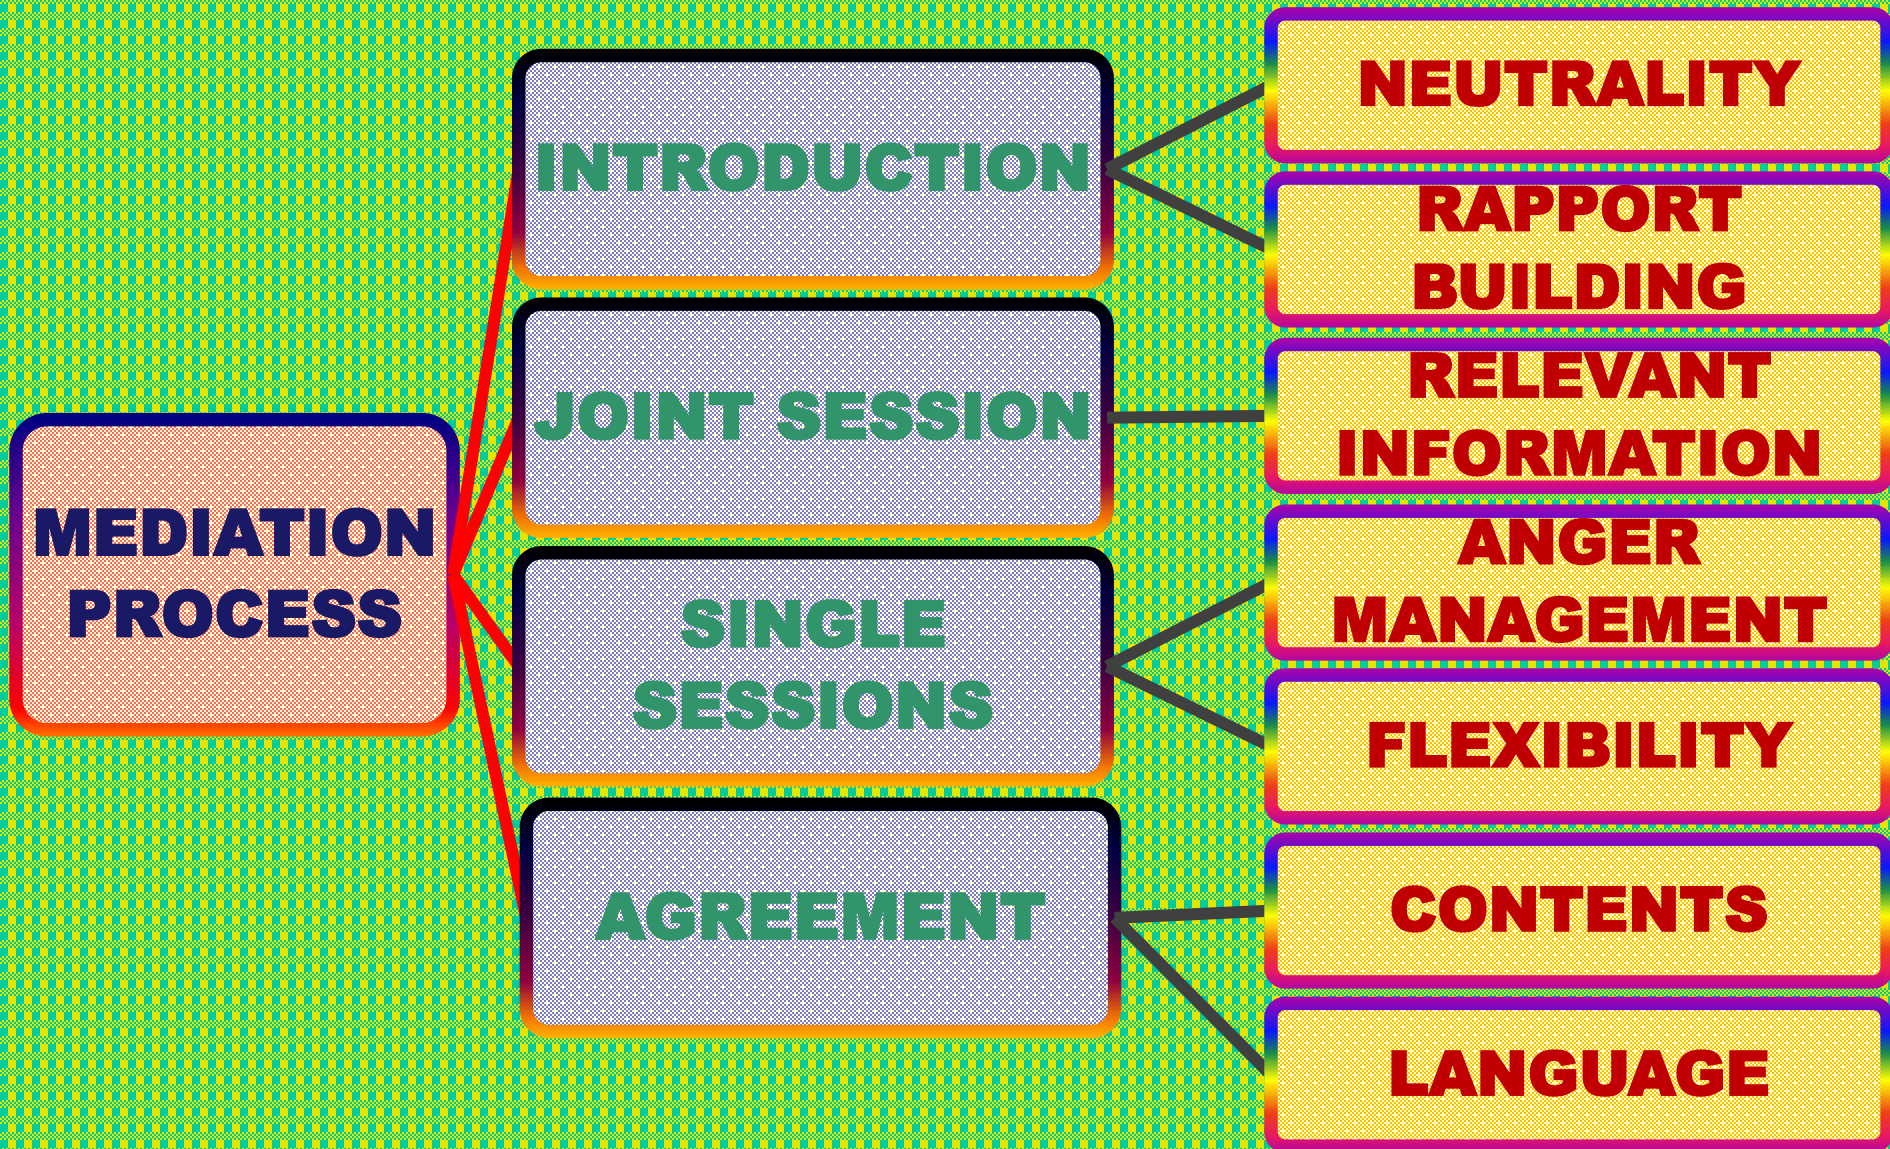 MEDIATION
PROCESS
INTRODUCTION
NEUTRALITY
RAPPORT
BUILDING
JOINT SESSION
RELEVANT
INFORMATION
SINGLE
SESSIONS
ANGER
MANAGEMENT
FLEXIBILITY
AGREEMENT
CONTENTS
LANGUAGE